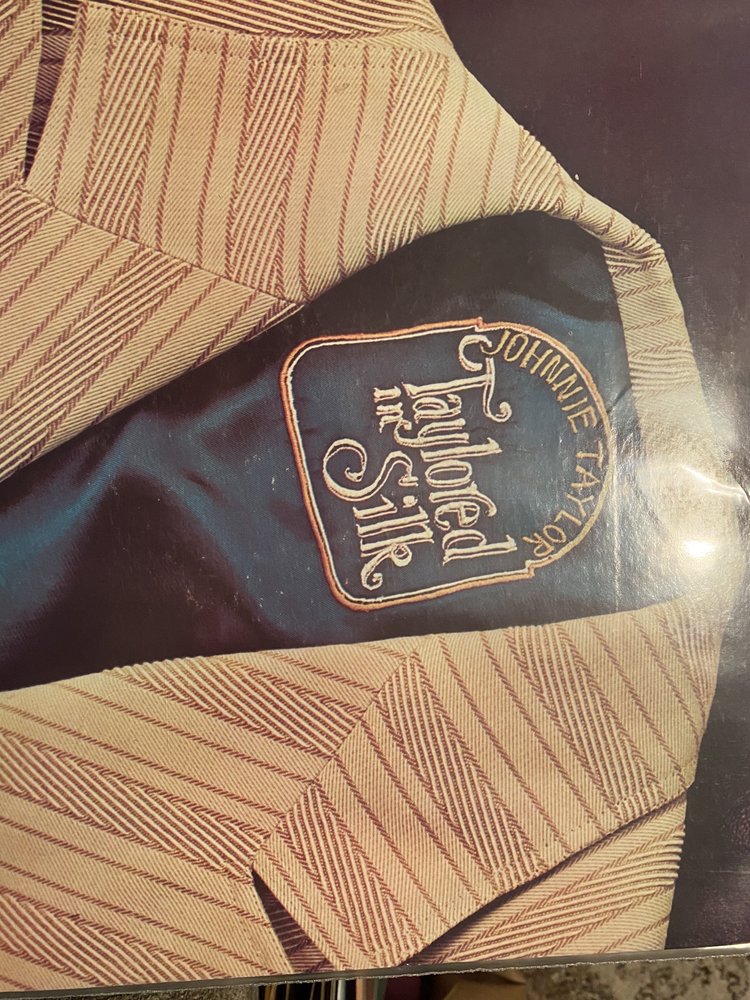 JOHNNIE TAYLOR
Taylored
in
Silk